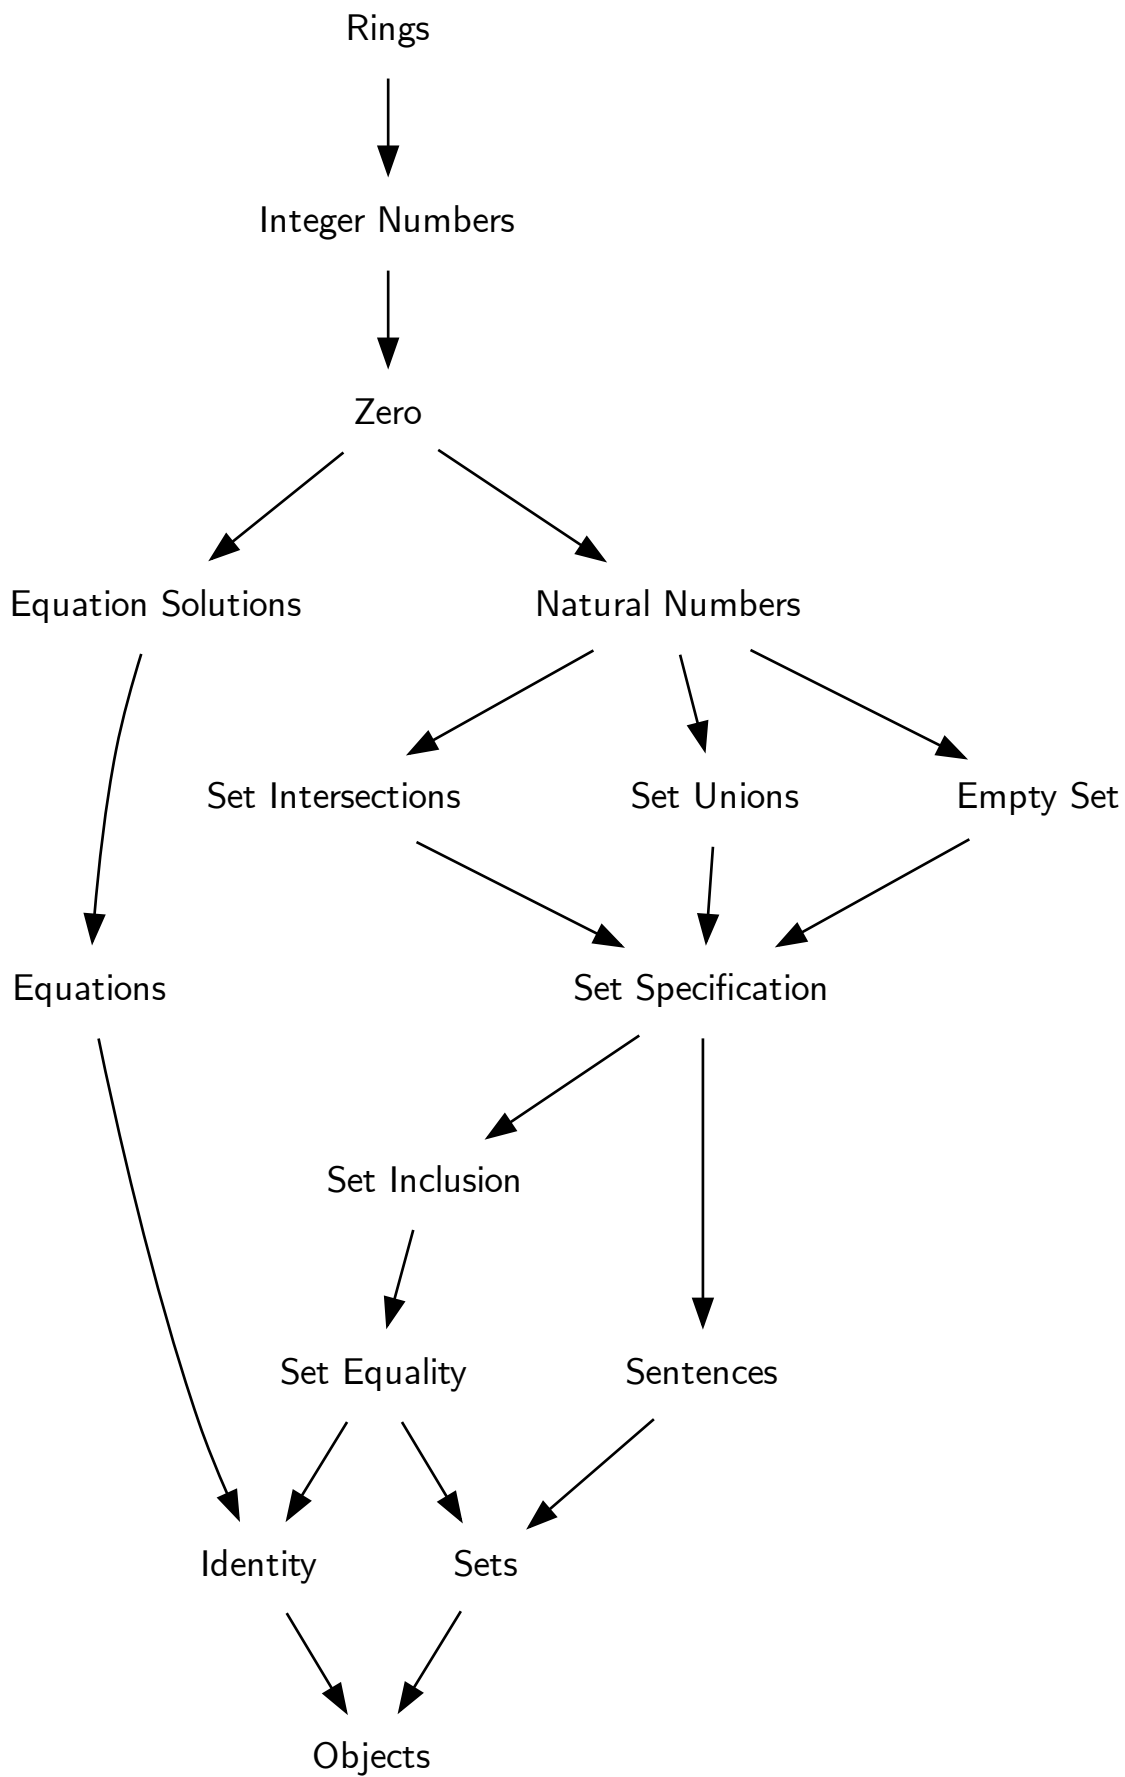 Rings
Integer Numbers
Zero
Equation Solutions
Natural Numbers
Set Intersections
Set Unions
Empty Set
Equations
Set Specification
Set Inclusion
Set Equality
Sentences
Identity
Sets
Objects